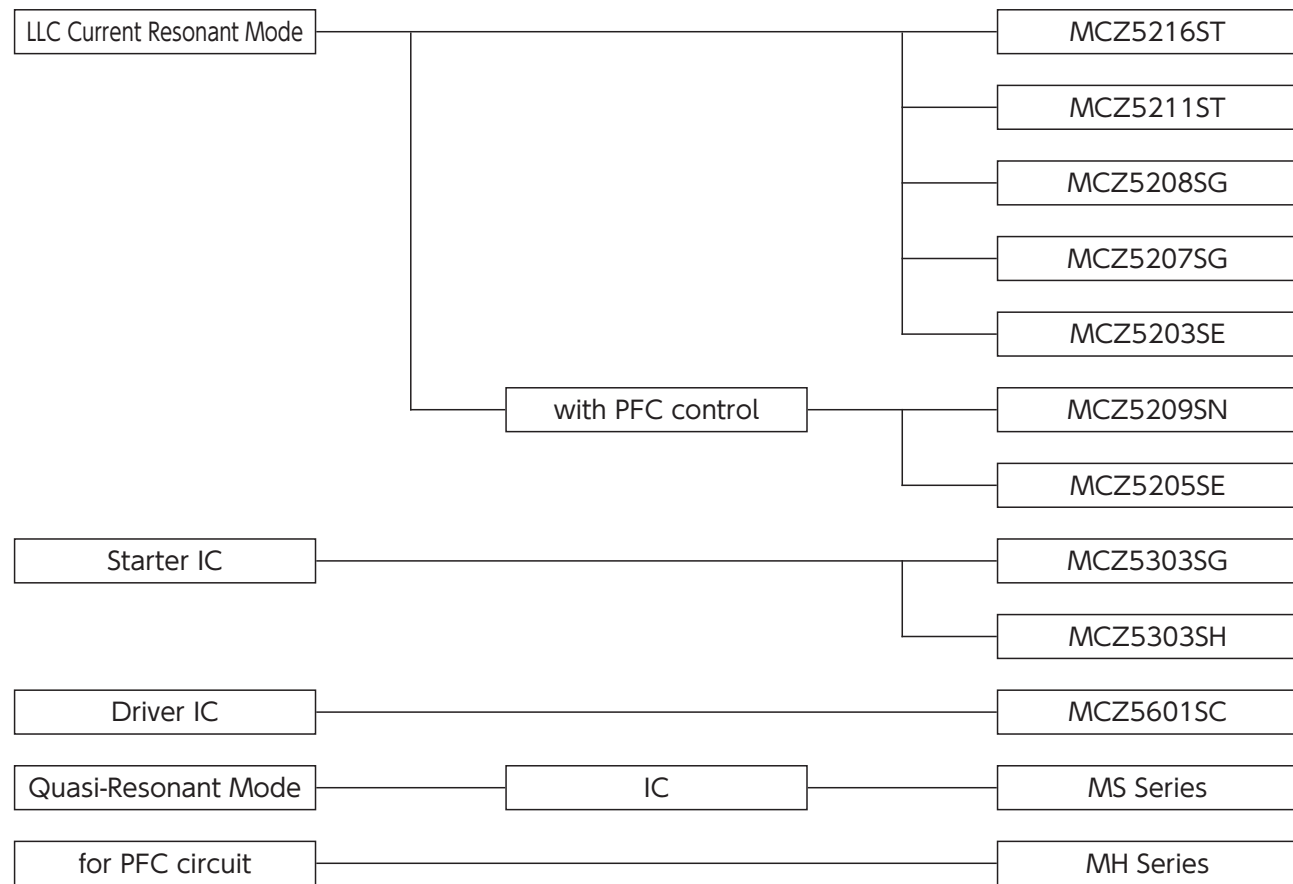 LLC Current Resonant Mode
MCZ5216ST
MCZ5211ST
MCZ5208SG
MCZ5207SG
MCZ5203SE
with PFC control
MCZ5209SN
MCZ5205SE
Starter IC
MCZ5303SG
MCZ5303SH
Driver IC
MCZ5601SC
Quasi-Resonant Mode
IC
MS Series
for PFC circuit
MH Series